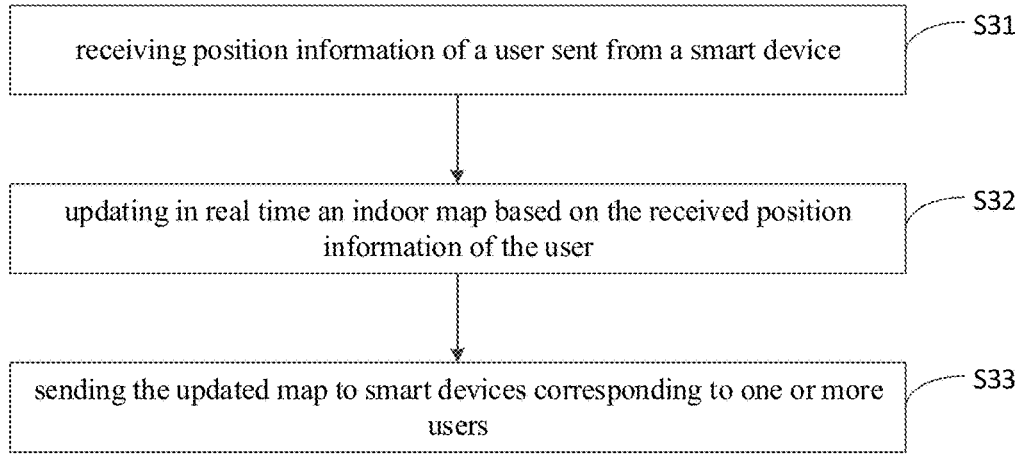 receiving position information of a user sent from a smart device
S31
updating in real time an indoor map based on the received position
information of the user
S32
sending the updated map to smart devices corresponding to one or more
users
S33